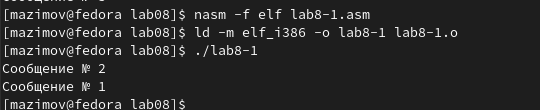 [mazimov@fedora lab08]$ nasm -f elf lab8-1.asm
[mazimov@fedora lab08]$ ld -m elf_i386 -o lab8-1 lab8-1.o
[mazimov@fedora lab08]$ ./lab8-1
Сообщение № 2
Сообщение № 1
[mazimov@fedora lab08]$